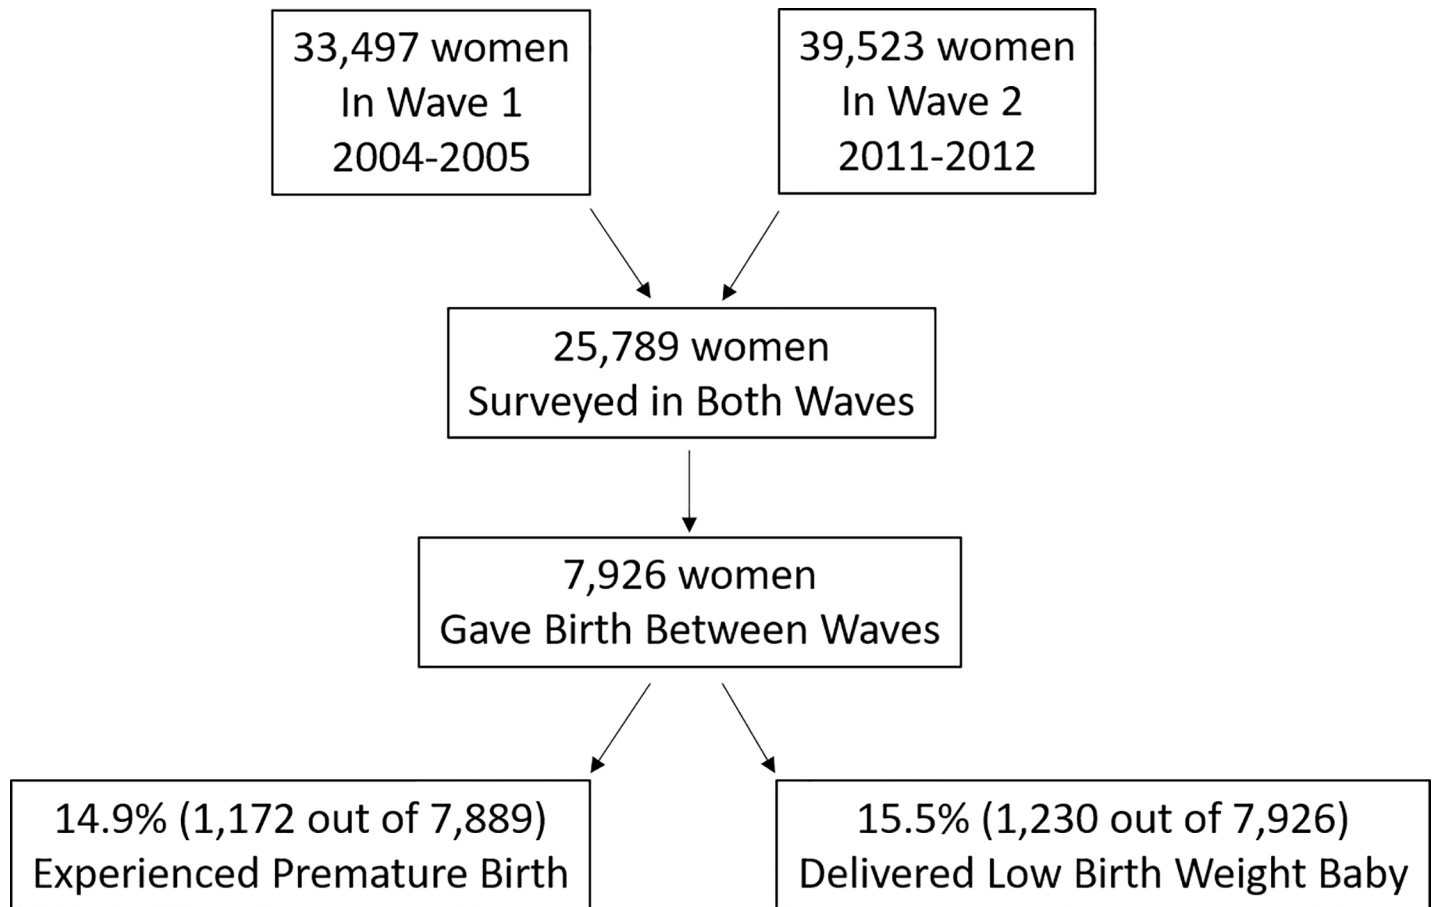 33,497 women
In Wave 1
2004-2005
39,523 women
In Wave 2
2011-2012
25,789 women
Surveyed in Both Waves
7,926 women
Gave Birth Between Waves
14.9% (1,172 out of 7,889)
Experienced Premature Birth
15.5% (1,230 out of 7,926)
Delivered Low Birth Weight Baby